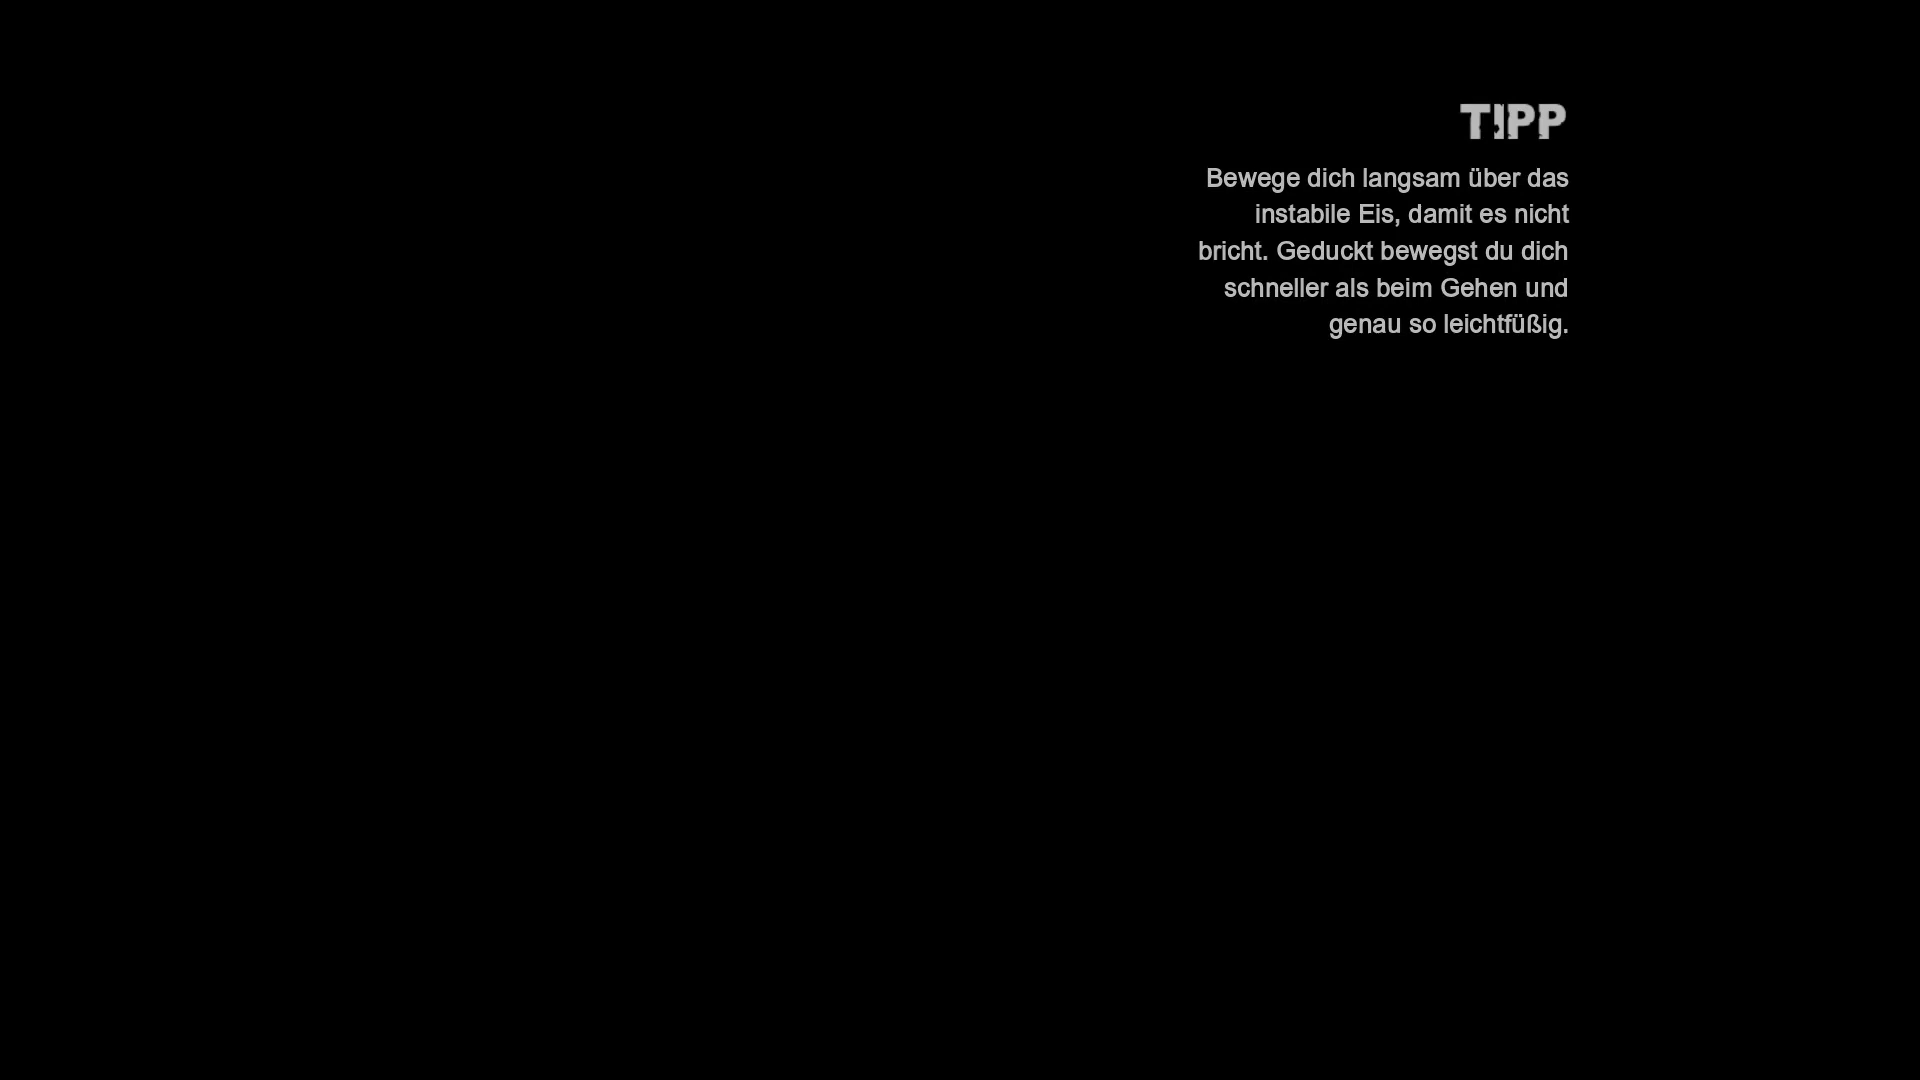 TIPP
Bewege dich langsam über das
instabile Eis, damit es nicht
bricht. Geduckt bewegst du dich
schneller als beim Gehen und
genau so leichtfüßig.